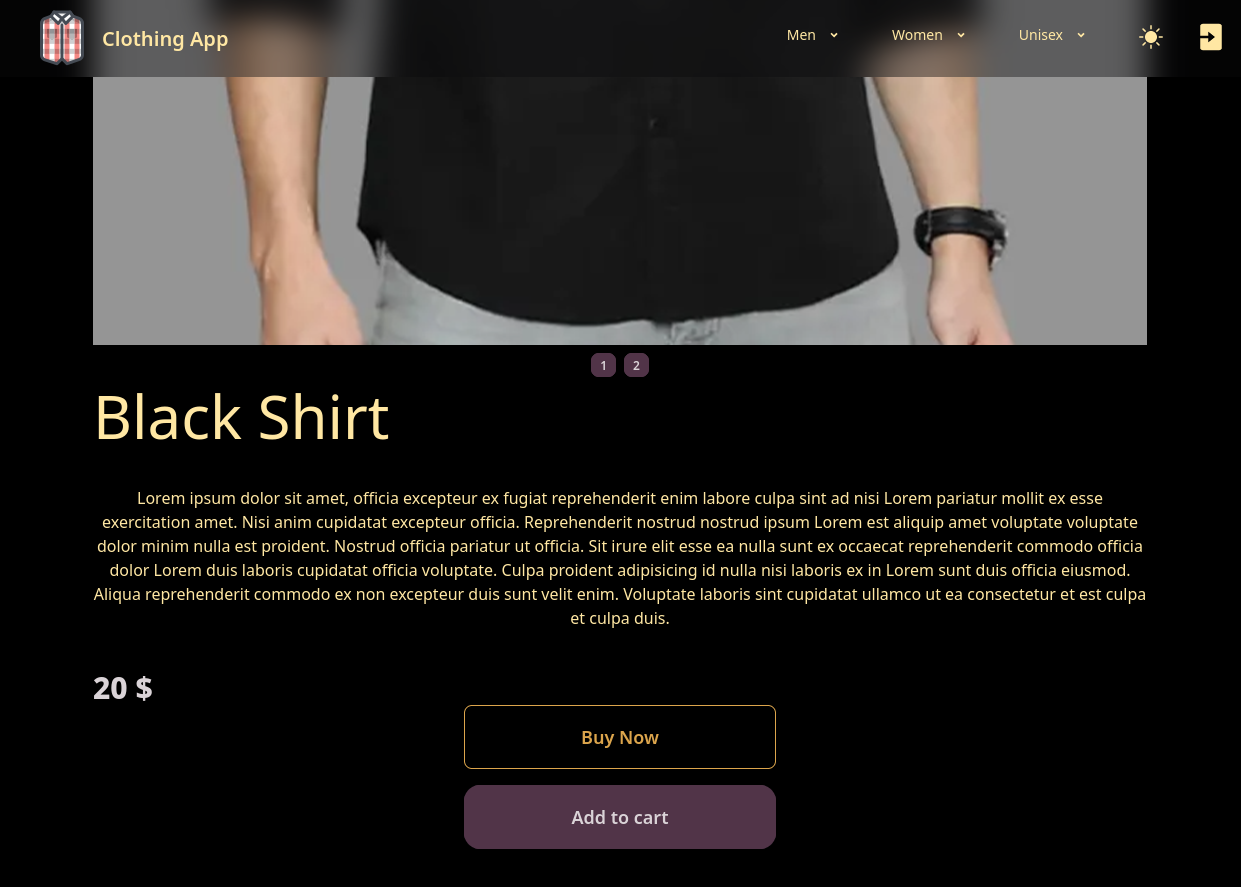 Clothing App
Men
Women
Unisex
1
2
Black Shirt
Lorem ipsum dolor sit amet, officia excepteur ex fugiat reprehenderit enim labore culpa sint ad nisi Lorem pariatur mollit ex esse
exercitation amet. Nisi anim cupidatat excepteur officia. Reprehenderit nostrud nostrud ipsum Lorem est aliquip amet voluptate voluptate
dolor minim nulla est proident. Nostrud officia pariatur ut officia. Sit irure elit esse ea nulla sunt ex occaecat reprehenderit commodo officia
dolor Lorem duis laboris cupidatat officia voluptate. Culpa proident adipisicing id nulla nisi laboris ex in Lorem sunt duis officia eiusmod.
Aliqua reprehenderit commodo ex non excepteur duis sunt velit enim. Voluptate laboris sint cupidatat ullamco ut ea consectetur et est culpa
et culpa duis.
20 $
Buy Now
Add to cart